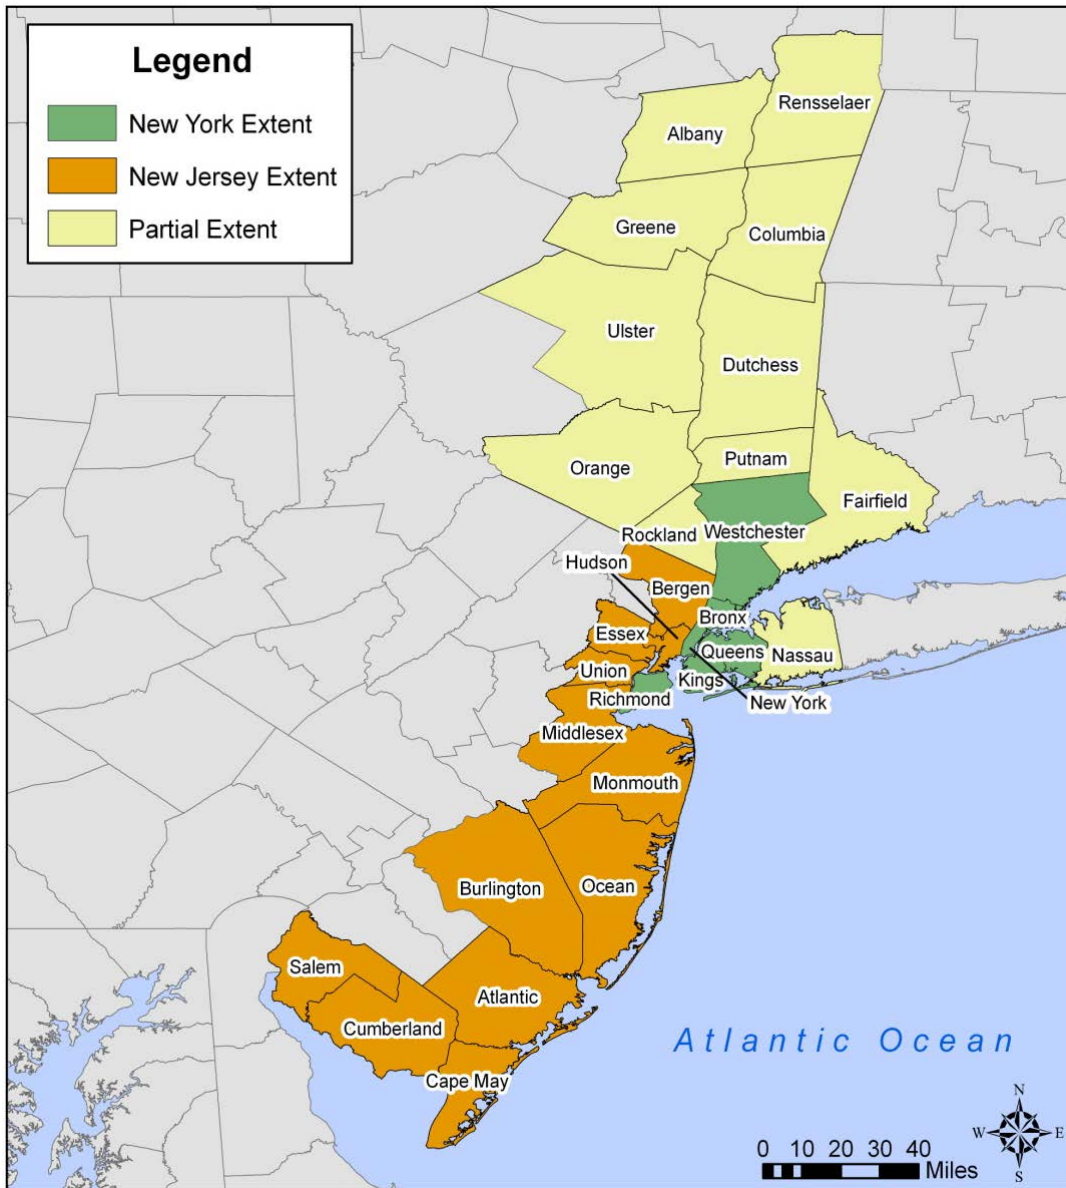 Legend
New York Extent
New Jersey Extent
Partial Extent
Rensselaer
Albany
Greene
Columbia
Ulster
Dutchess
Putnam
Orange
Fairfield
Westchester
Rockland
Hudson
Bergen
Bronx
Essex
Queens
Nassau
Union
Kings
Richmond
New York
Middlesex
Monmouth
Burlington
Ocean
Salem
Atlantic
Cumberland
Atlantic Ocean
Cape May
N
W
E
S
0 10 20 30 40
Miles